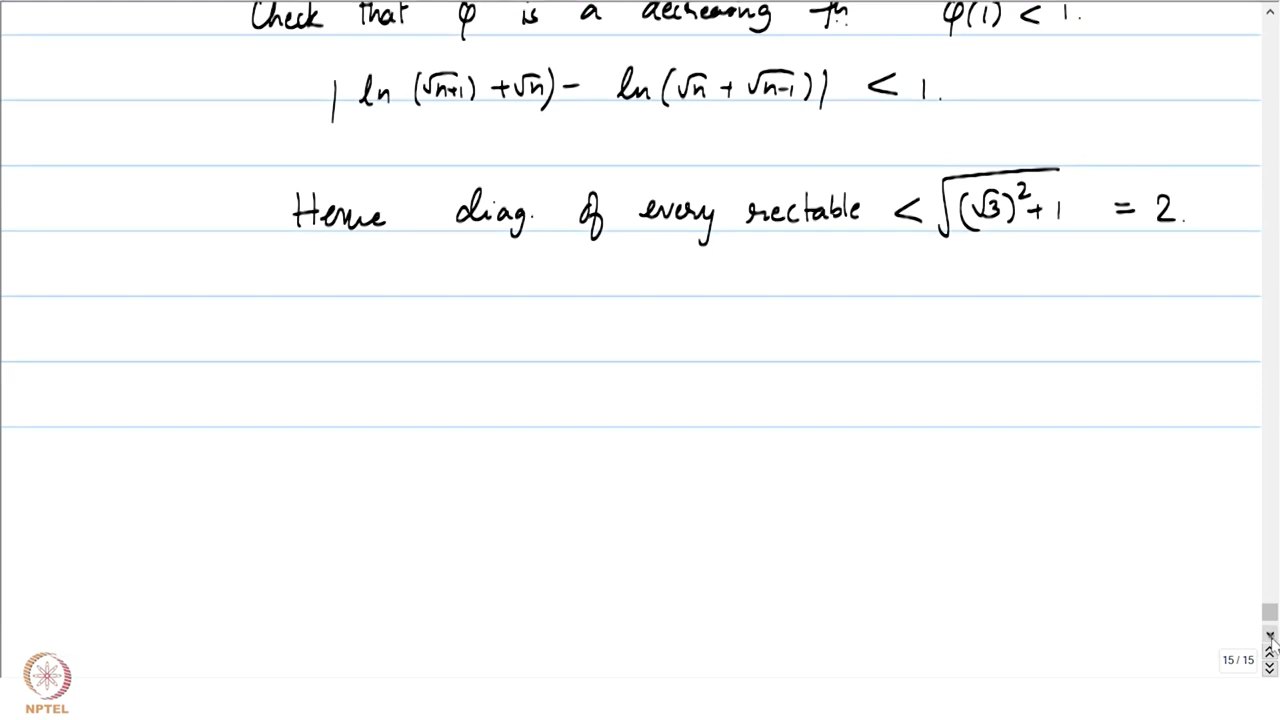 Check that φ is a decreasing fn. φ(1) < 1.
| ln (√n+1) + √n) - ln (√n + √n-1) | < 1.
Hence diag. of every rectable < √(√3)² + 1 = 2.
15 / 15
NPTEL